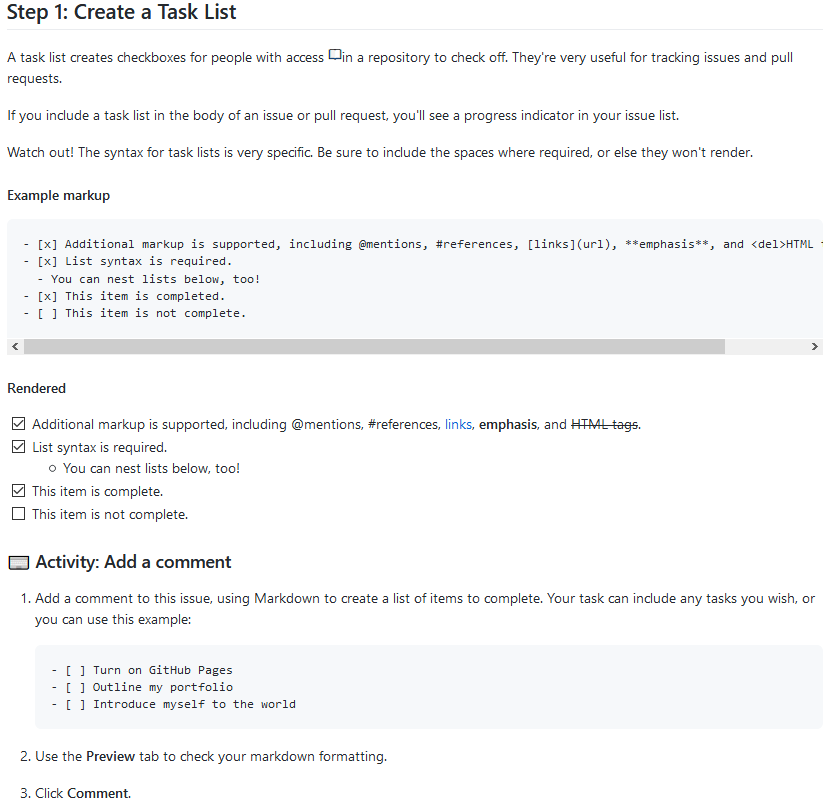 Step 1: Create a Task List
A task list creates checkboxes for people with access in a repository to check off. They're very useful for tracking issues and pull
requests.
If you include a task list in the body of an issue or pull request, you'll see a progress indicator in your issue list.
Watch out! The syntax for task lists is very specific. Be sure to include the spaces where required, or else they won't render.
Example markup
- [x] Additional markup is supported, including @mentions, #references, [links](url), **emphasis**, and <del>HTML
- [x] List syntax is required.
  - You can nest lists below, too!
- [x] This item is completed.
- [ ] This item is not complete.
Rendered
Additional markup is supported, including @mentions, #references, links, emphasis, and HTML tags.
List syntax is required.
You can nest lists below, too!
This item is complete.
This item is not complete.
Activity: Add a comment
1. Add a comment to this issue, using Markdown to create a list of items to complete. Your task can include any tasks you wish, or
you can use this example:
- [ ] Turn on GitHub Pages
- [ ] Outline my portfolio
- [ ] Introduce myself to the world
2. Use the Preview tab to check your markdown formatting.
3. Click Comment.